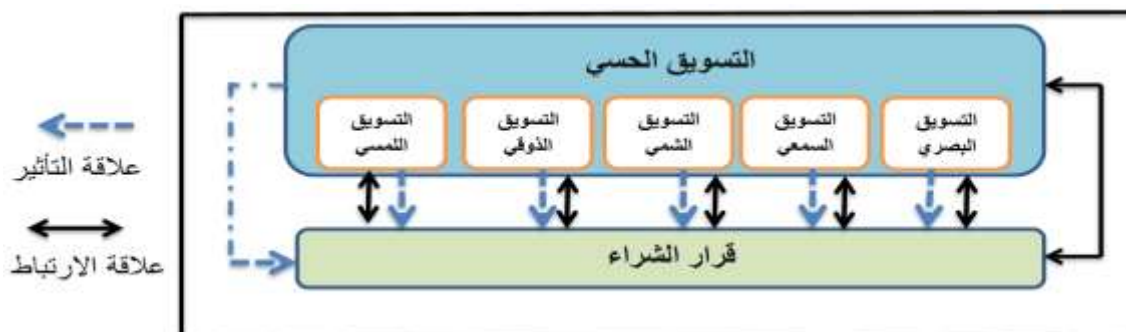 التسويق الحسي
التسويق
البصري
التسويق
السمعي
التسويق
الشمي
التسويق
الذوقي
التسويق
اللمسي
قرار الشراء
علاقة التأثير
علاقة الارتباط